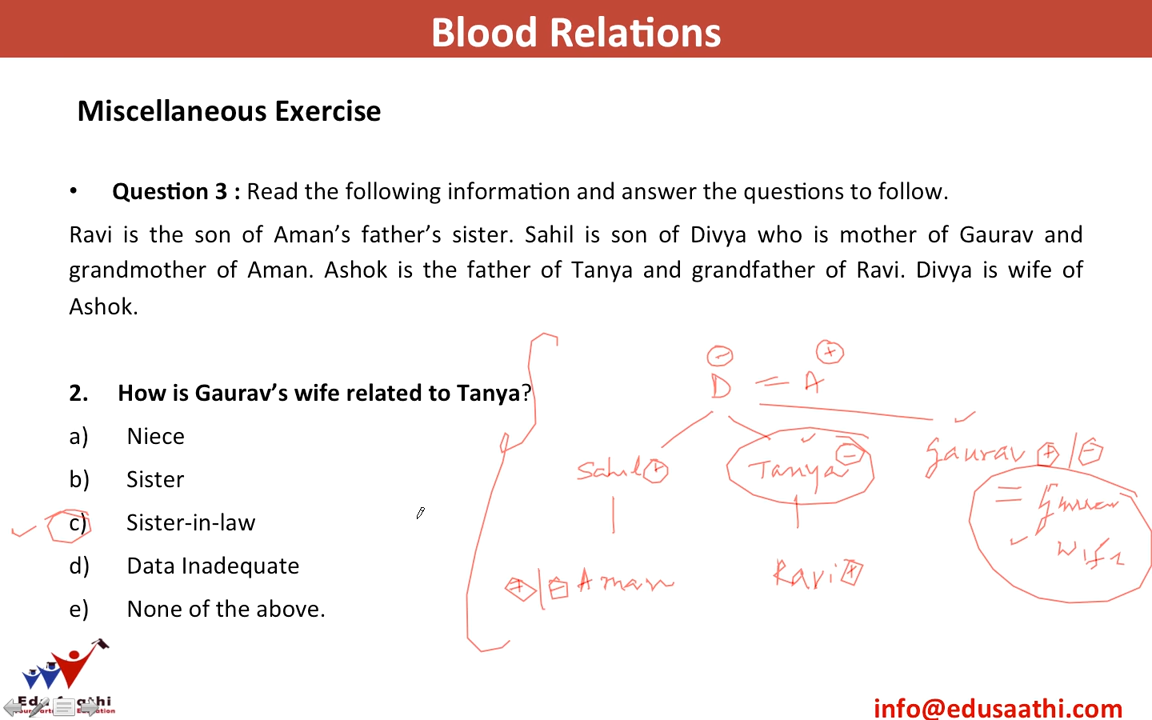 Blood Relations
Miscellaneous Exercise
• Question 3 : Read the following information and answer the questions to follow.
Ravi is the son of Aman’s father’s sister. Sahil is son of Divya who is mother of Gaurav and
grandmother of Aman. Ashok is the father of Tanya and grandfather of Ravi. Divya is wife of
Ashok.
2. How is Gaurav’s wife related to Tanya?
a) Niece
b) Sister
c) Sister-in-law
d) Data Inadequate
e) None of the above.
- +
D = A
Sahil + Tanya - Gaurav + / -
= Gaurav
Wife
+ / - Aman Ravi +
info@edusaathi.com